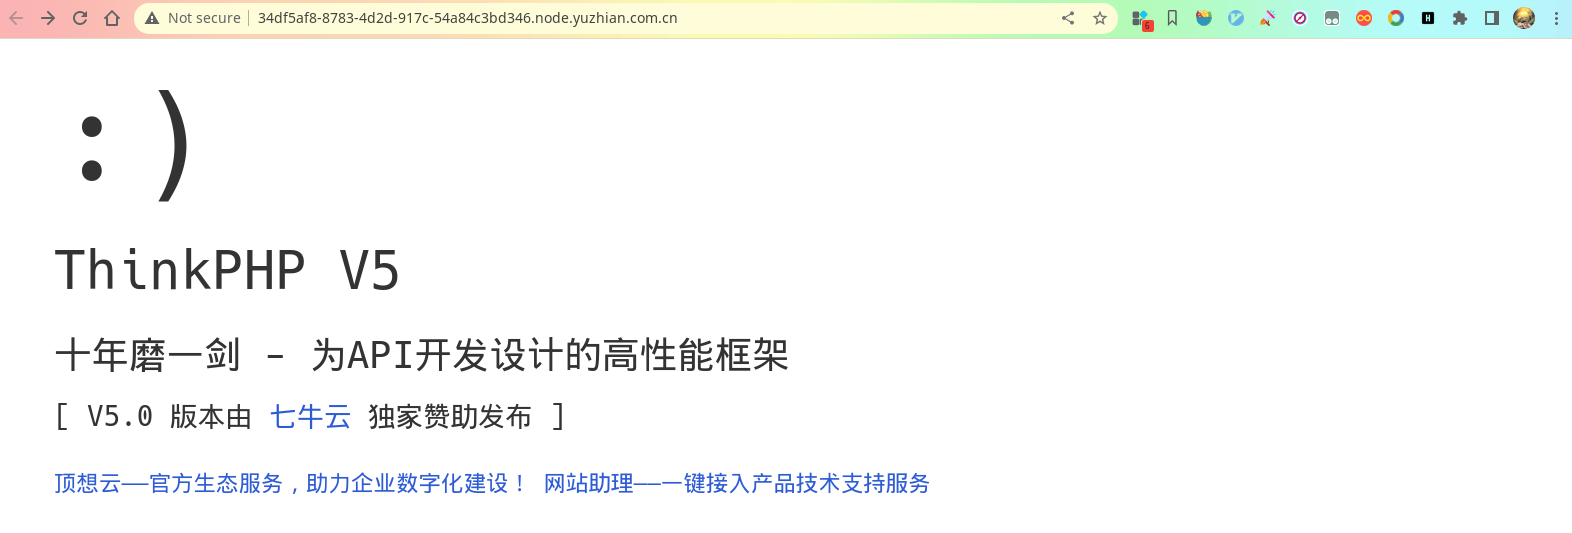 Not secure | 34df5af8-8783-4d2d-917c-54a84c3bd346.node.yuzhian.com.cn
6
H
:)
ThinkPHP V5
十年磨一剑 - 为API开发设计的高性能框架
[ V5.0 版本由 七牛云 独家赞助发布 ]
顶想云——官方生态服务，助力企业数字化建设！ 网站助理——一键接入产品技术支持服务